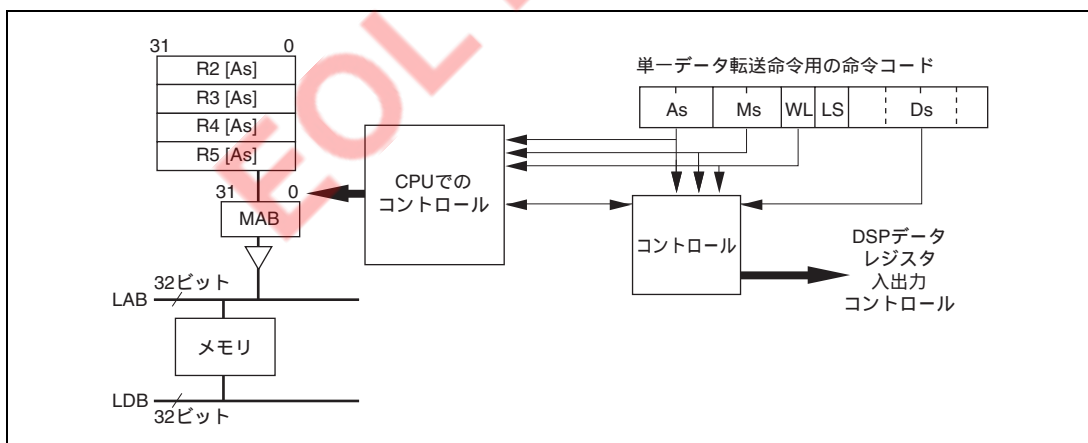 31 0
R2 [As]
R3 [As]
R4 [As]
R5 [As]
31 0
MAB
LAB
32ビット
メモリ
LDB
32ビット
CPUでの
コントロール
単一データ転送命令用の命令コード
As Ms WL LS Ds
コントロール
DSPデータ
レジスタ
入出力
コントロール
EOL